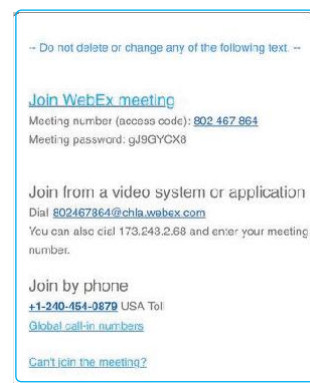 -- Do not delete or change any of the following text. --
Join WebEx meeting
Meeting number (access code): 802 467 864
Meeting password: gJ9GYCX8
Join from a video system or application
Dial 802467864@chla.webex.com
You can also dial 173.243.2.68 and enter your meeting
number.
Join by phone
+1-240-454-0879 USA Toll
Global call-in numbers
Can't join the meeting?